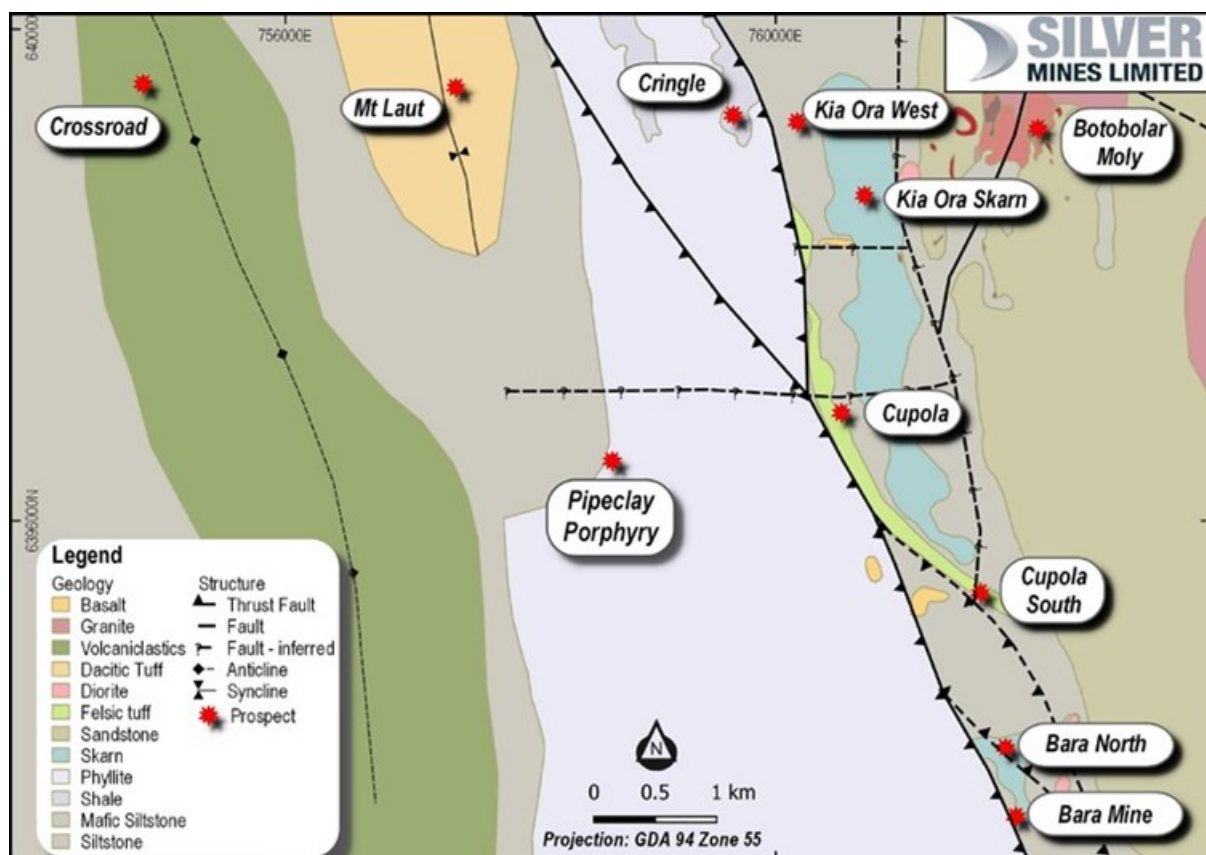 756000E
760000E
640000
6396000N
SILVER
MINES LIMITED
Crossroad
Mt Laut
Cringle
Kia Ora West
Botobolar
Moly
Kia Ora Skarn
Cupola
Pipeclay
Porphyry
Cupola
South
Bara North
Bara Mine
Legend
Geology
Basalt
Granite
Volcaniclastics
Dacitic Tuff
Diorite
Felsic tuff
Sandstone
Skarn
Phyllite
Shale
Mafic Siltstone
Siltstone
Structure
Thrust Fault
Fault
Fault - inferred
Anticline
Syncline
Prospect
N
0 0.5 1 km
Projection: GDA 94 Zone 55